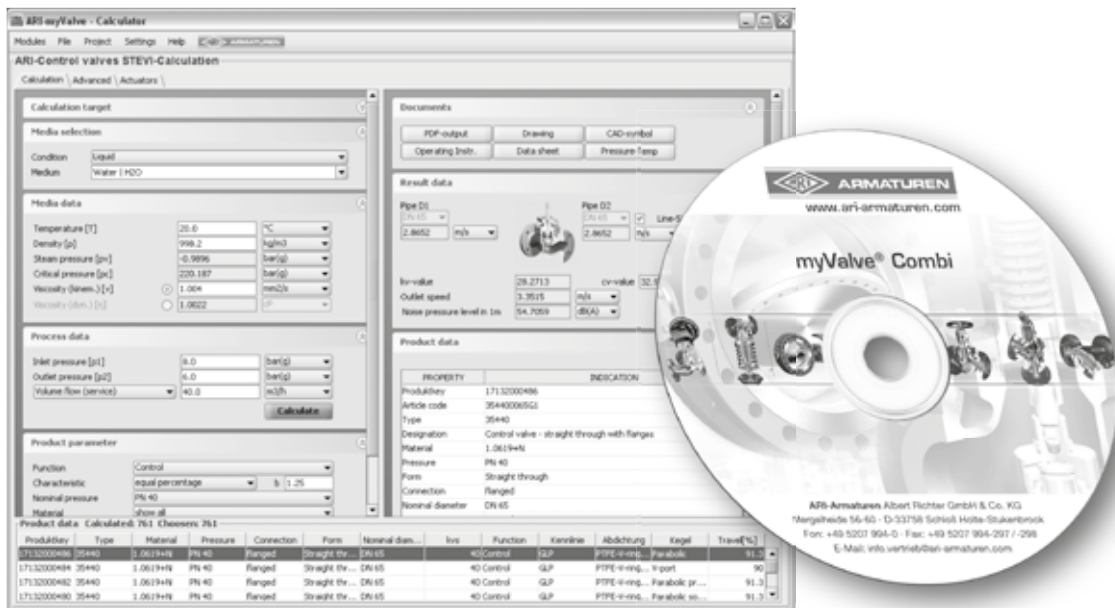 ARI-myValve - Calculator
Modules File Project Settings Help ARI ARMATUREN
ARI-Control valves STEVI-Calculation
Calculation Advanced Actuators
Calculation target
Media selection
Condition Liquid
Medium Water | H2O
Media data
Temperature [T] 20.0 °C
Density [ρ] 998.2 kg/m3
Steam pressure [pv] -0.9896 bar(g)
Critical pressure [pc] 220.187 bar(g)
Viscosity (kinem.) [ν] 1.004 mm2/s
Viscosity (dyn.) 1.0022 cP
Process data
Inlet pressure [p1] 8.0 bar(g)
Outlet pressure [p2] 6.0 bar(g)
Volume flow (service) 40.0 m3/h
Calculate
Product parameter
Function Control
Characteristic equal percentage b 1.25
Nominal pressure PN 40
Material show all
Documents
PDF-output Drawing CAD-symbol
Operating Instr. Data sheet Pressure-Temp
Result data
Pipe D1 Pipe D2
DN 65 DN 65 Line-S
2.8652 m/s 2.8652 m/s
kv-value 28.2713 cv-value 32.
Outlet speed 3.3515 m/s
Noise pressure level in 1m 54.7059 dB(A)
Product data
PROPERTY INDICATION
Produktkey 17132000486
Article code
Type 35440
Designation Control valve - straight through with flanges
Material 1.0619+N
Pressure PN 40
Form Straight through
Connection flanged
Nominal diameter DN 65
Product data Calculated: 761 Choosen: 761
Produktkey Type Material Pressure Connection Form Nominal diam... kvs Function Kennlinie Abdichtung Kegel Travel[%]
17132000486 35440 1.0619+N PN 40 flanged Straight thr... DN 65 40 Control GLP PTFE-V-ring... Parabolic 91.3
17132000484 35440 1.0619+N PN 40 flanged Straight thr... DN 65 40 Control GLP PTFE-V-ring... V-port 90
17132000482 35440 1.0619+N PN 40 flanged Straight thr... DN 65 40 Control GLP PTFE-V-ring... Parabolic pr... 91.3
17132000480 35440 1.0619+N PN 40 flanged Straight thr... DN 65 40 Control GLP PTFE-V-ring... Parabolic so... 91.3
ARI ARMATUREN
www.ari-armaturen.com
myValve® Combi
ARI-Armaturen Albert Richter GmbH & Co. KG
Mergelheide 56-60 · D-33758 Schloß Holte-Stukenbrock
Fon: +49 5207 994-0 · Fax: +49 5207 994-297 / -298
E-Mail: info.vertrieb@ari-armaturen.com